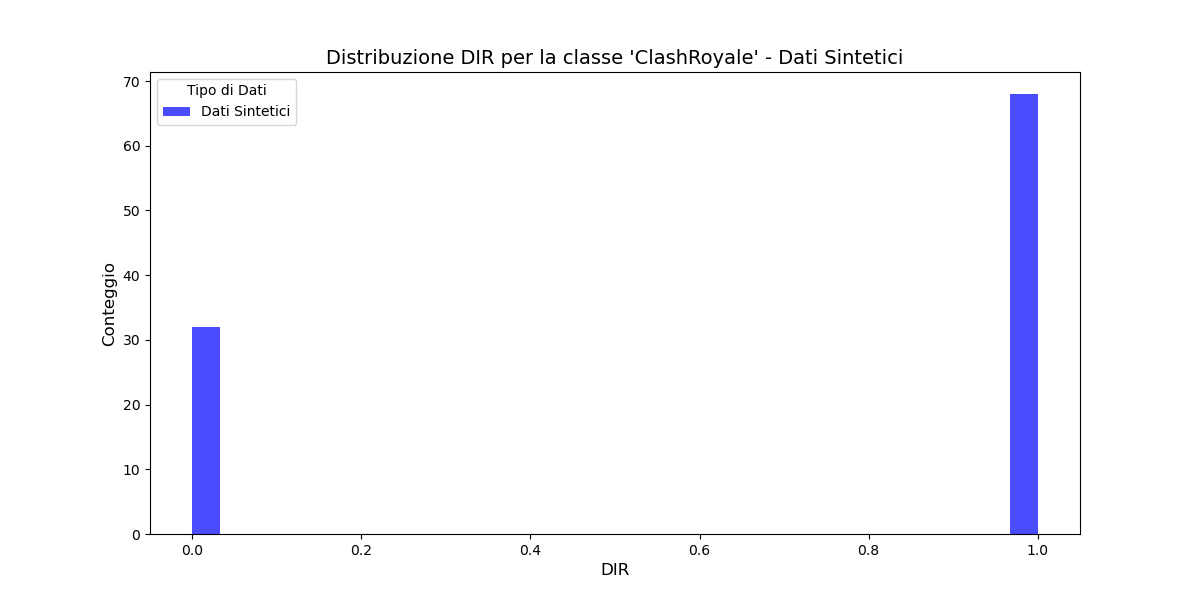 Distribuzione DIR per la classe 'ClashRoyale' - Dati Sintetici
Tipo di Dati
Dati Sintetici
70
60
50
40
30
20
10
0
Conteggio
0.0 0.2 0.4 0.6 0.8 1.0
DIR